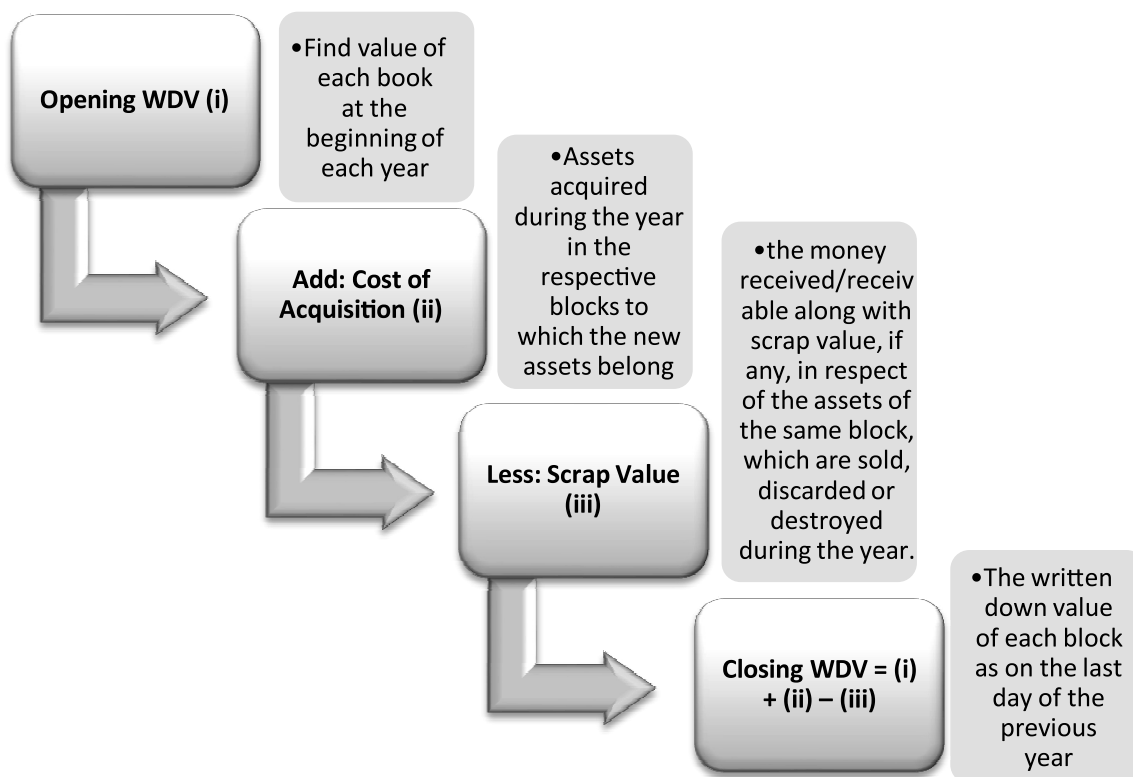 Opening WDV (i)
•Find value of
each book
at the
beginning of
each year
Add: Cost of
Acquisition (ii)
•Assets
acquired
during the year
in the
respective
blocks to
which the new
assets belong
Less: Scrap Value
(iii)
•the money
received/receiv
able along with
scrap value, if
any, in respect
of the assets of
the same block,
which are sold,
discarded or
destroyed
during the year.
Closing WDV = (i)
+ (ii) – (iii)
•The written
down value
of each block
as on the last
day of the
previous
year